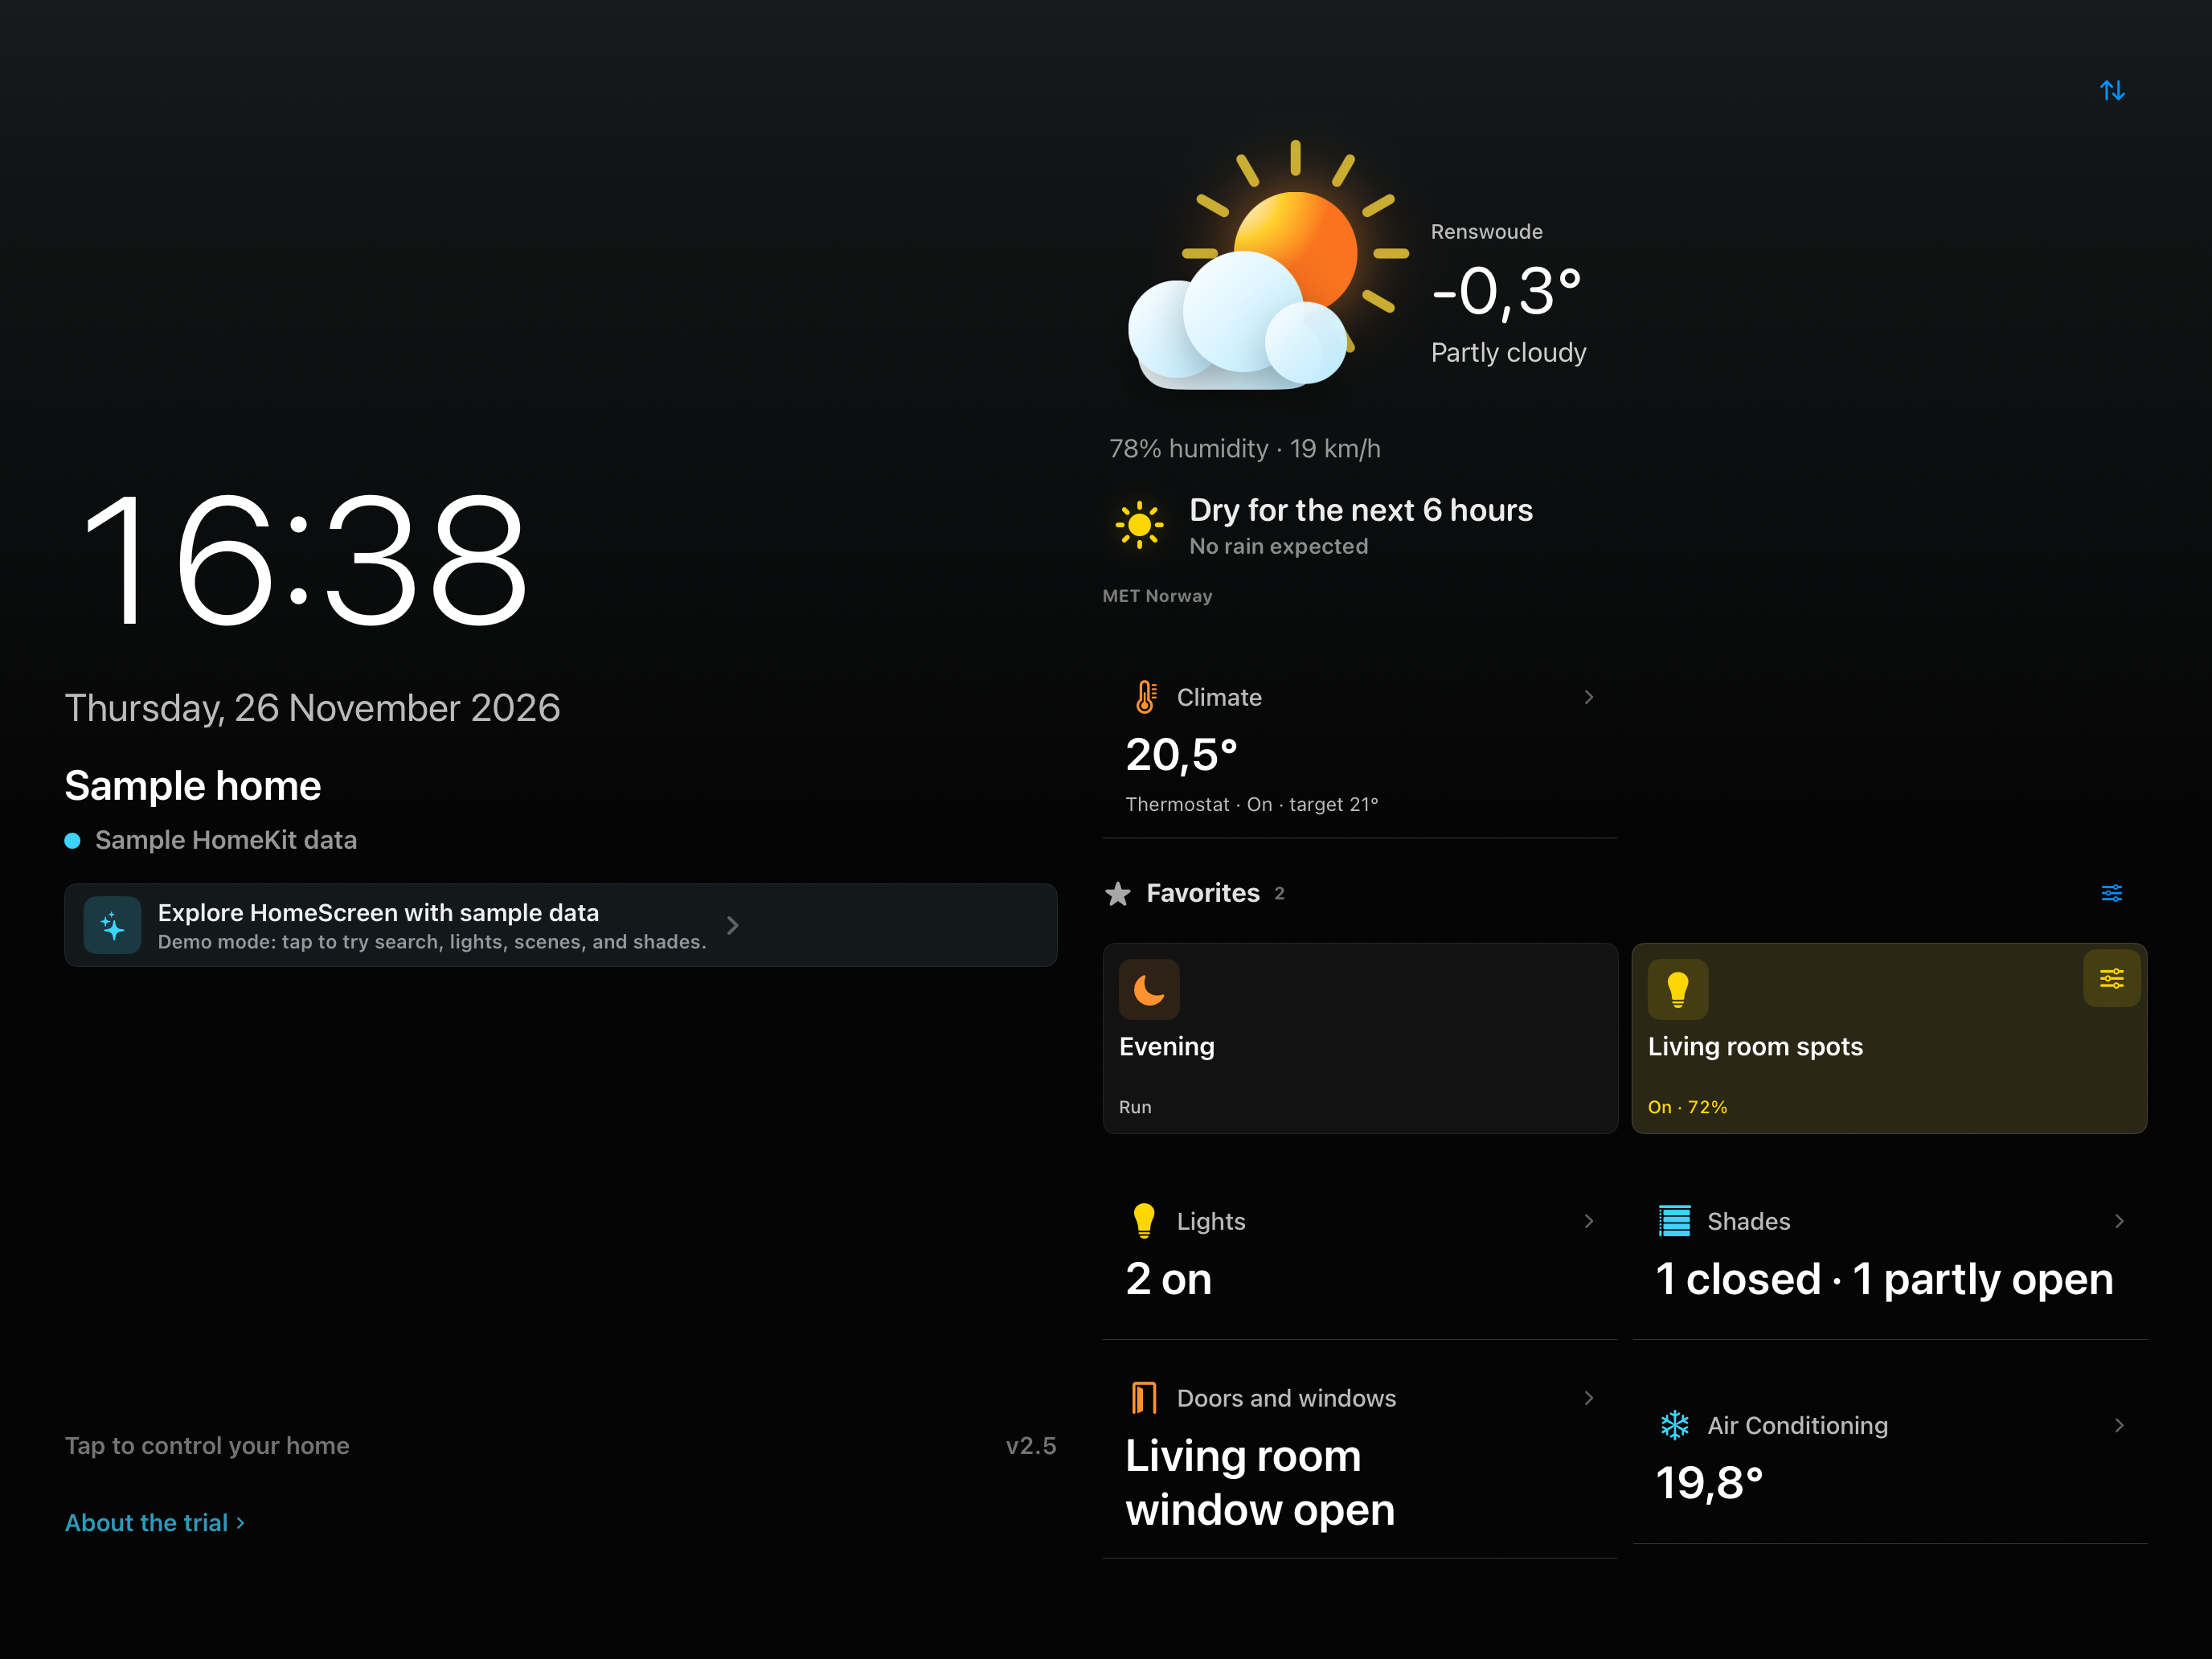 16:38
Thursday, 26 November 2026
Sample home
Sample HomeKit data
Explore HomeScreen with sample data
Demo mode: tap to try search, lights, scenes, and shades.
Tap to control your home
v2.5
About the trial
Renswoude
-0,3°
Partly cloudy
78% humidity · 19 km/h
Dry for the next 6 hours
No rain expected
MET Norway
Climate
20,5°
Thermostat · On · target 21°
Favorites 2
Evening
Run
Living room spots
On · 72%
Lights
2 on
Shades
1 closed · 1 partly open
Doors and windows
Living room
window open
Air Conditioning
19,8°